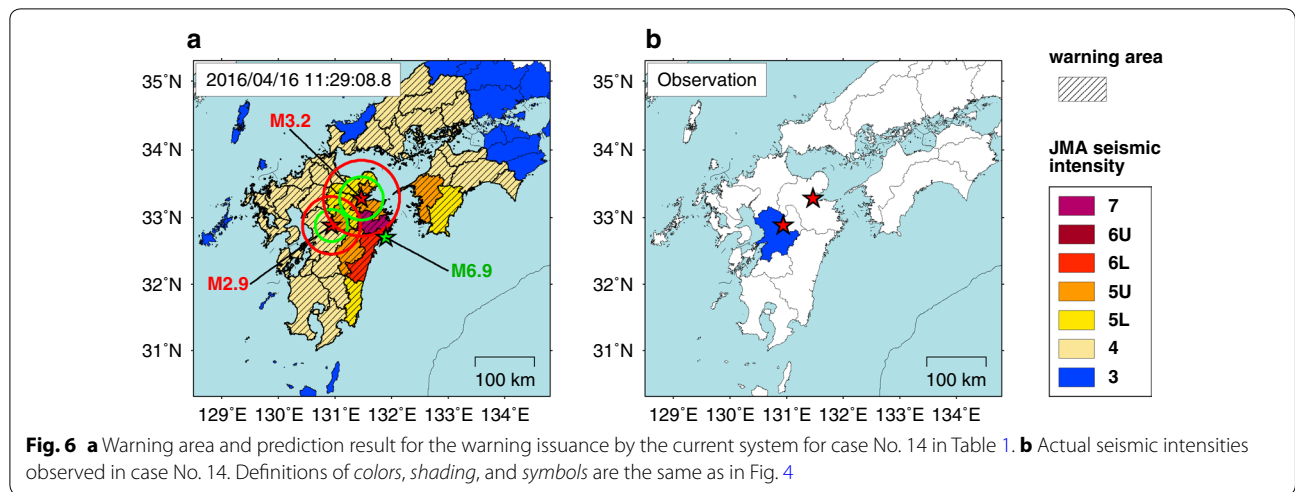 a
b
2016/04/16 11:29:08.8
Observation
warning area
M3.2
M2.9
M6.9
35°N
34°N
33°N
32°N
31°N
100 km
129°E 130°E 131°E 132°E 133°E 134°E
35°N
34°N
33°N
32°N
31°N
100 km
129°E 130°E 131°E 132°E 133°E 134°E
JMA seismic
intensity
7
6U
6L
5U
5L
4
3
Fig. 6 a Warning area and prediction result for the warning issuance by the current system for case No. 14 in Table 1. b Actual seismic intensities
observed in case No. 14. Definitions of colors, shading, and symbols are the same as in Fig. 4